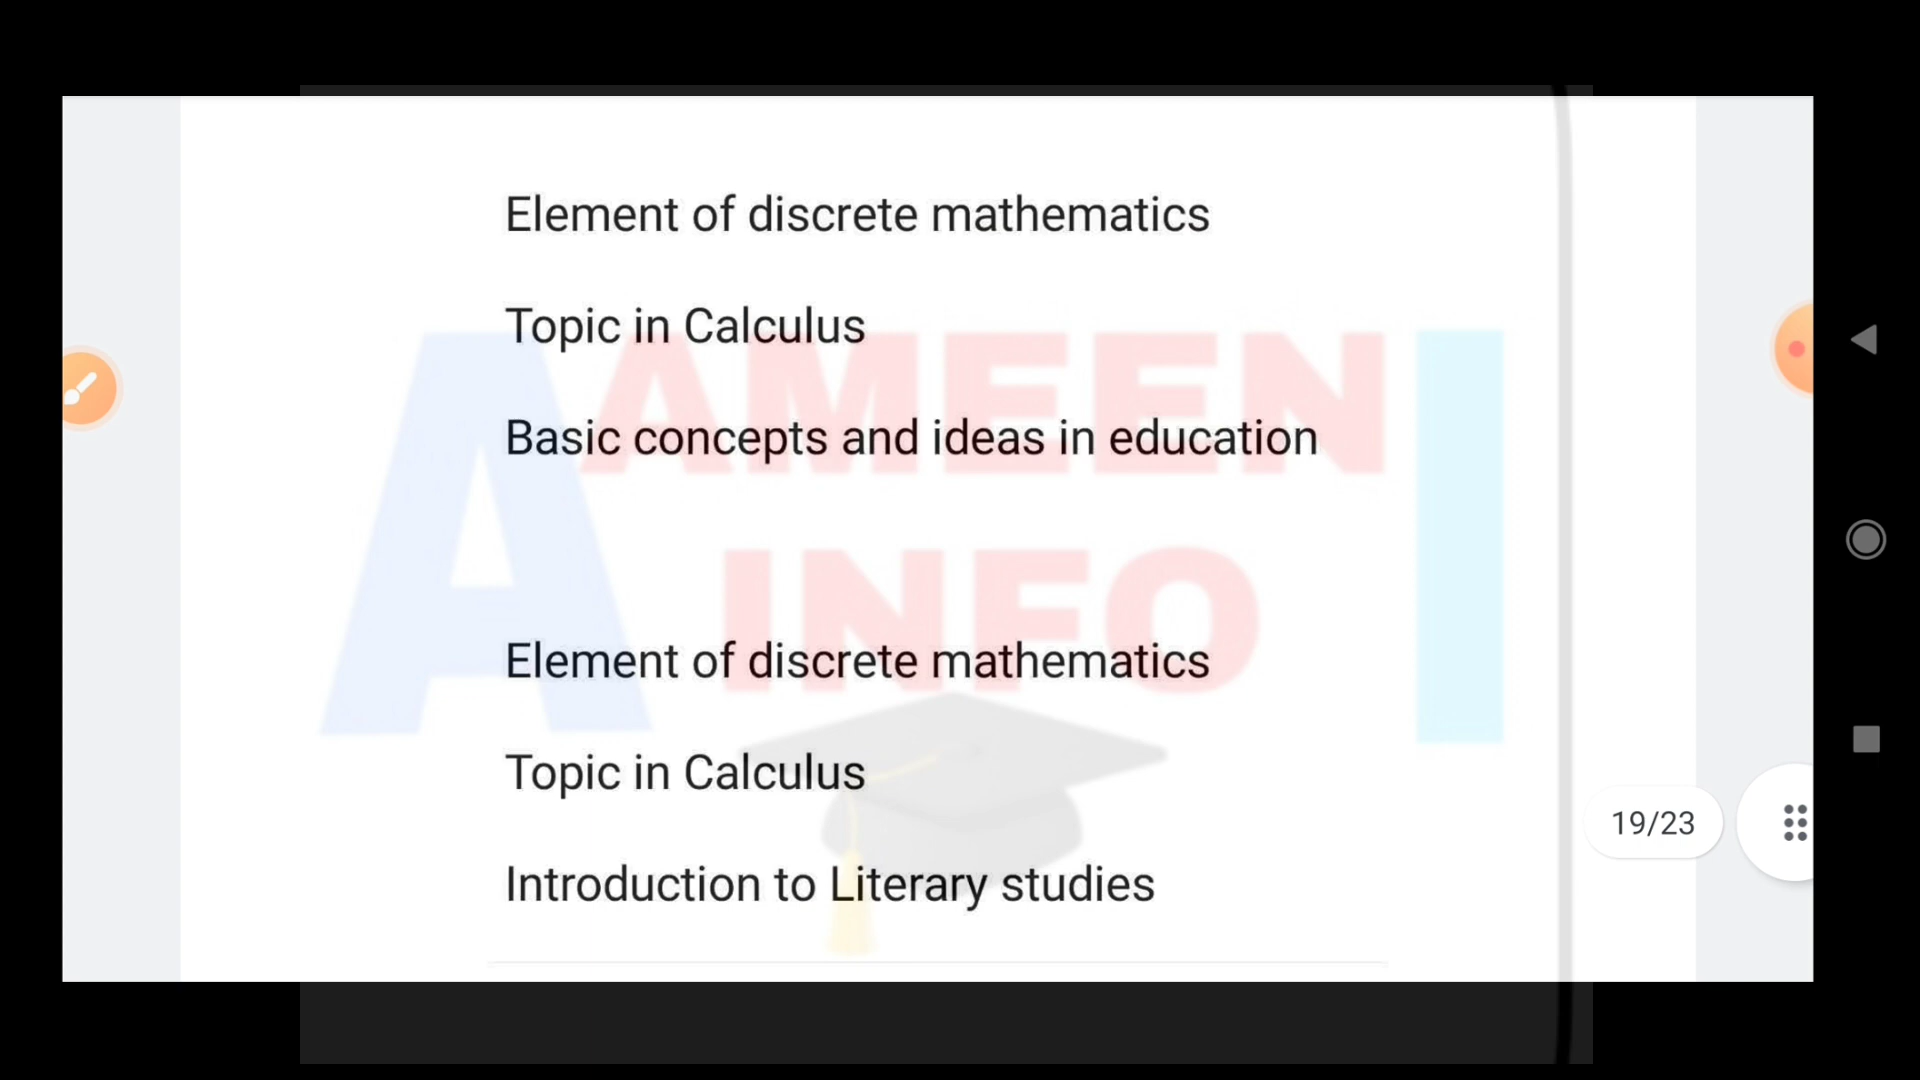 Element of discrete mathematics
Topic in Calculus
AMEEN
Basic concepts and ideas in education
INFO
Element of discrete mathematics
Topic in Calculus
19/23
Introduction to Literary studies